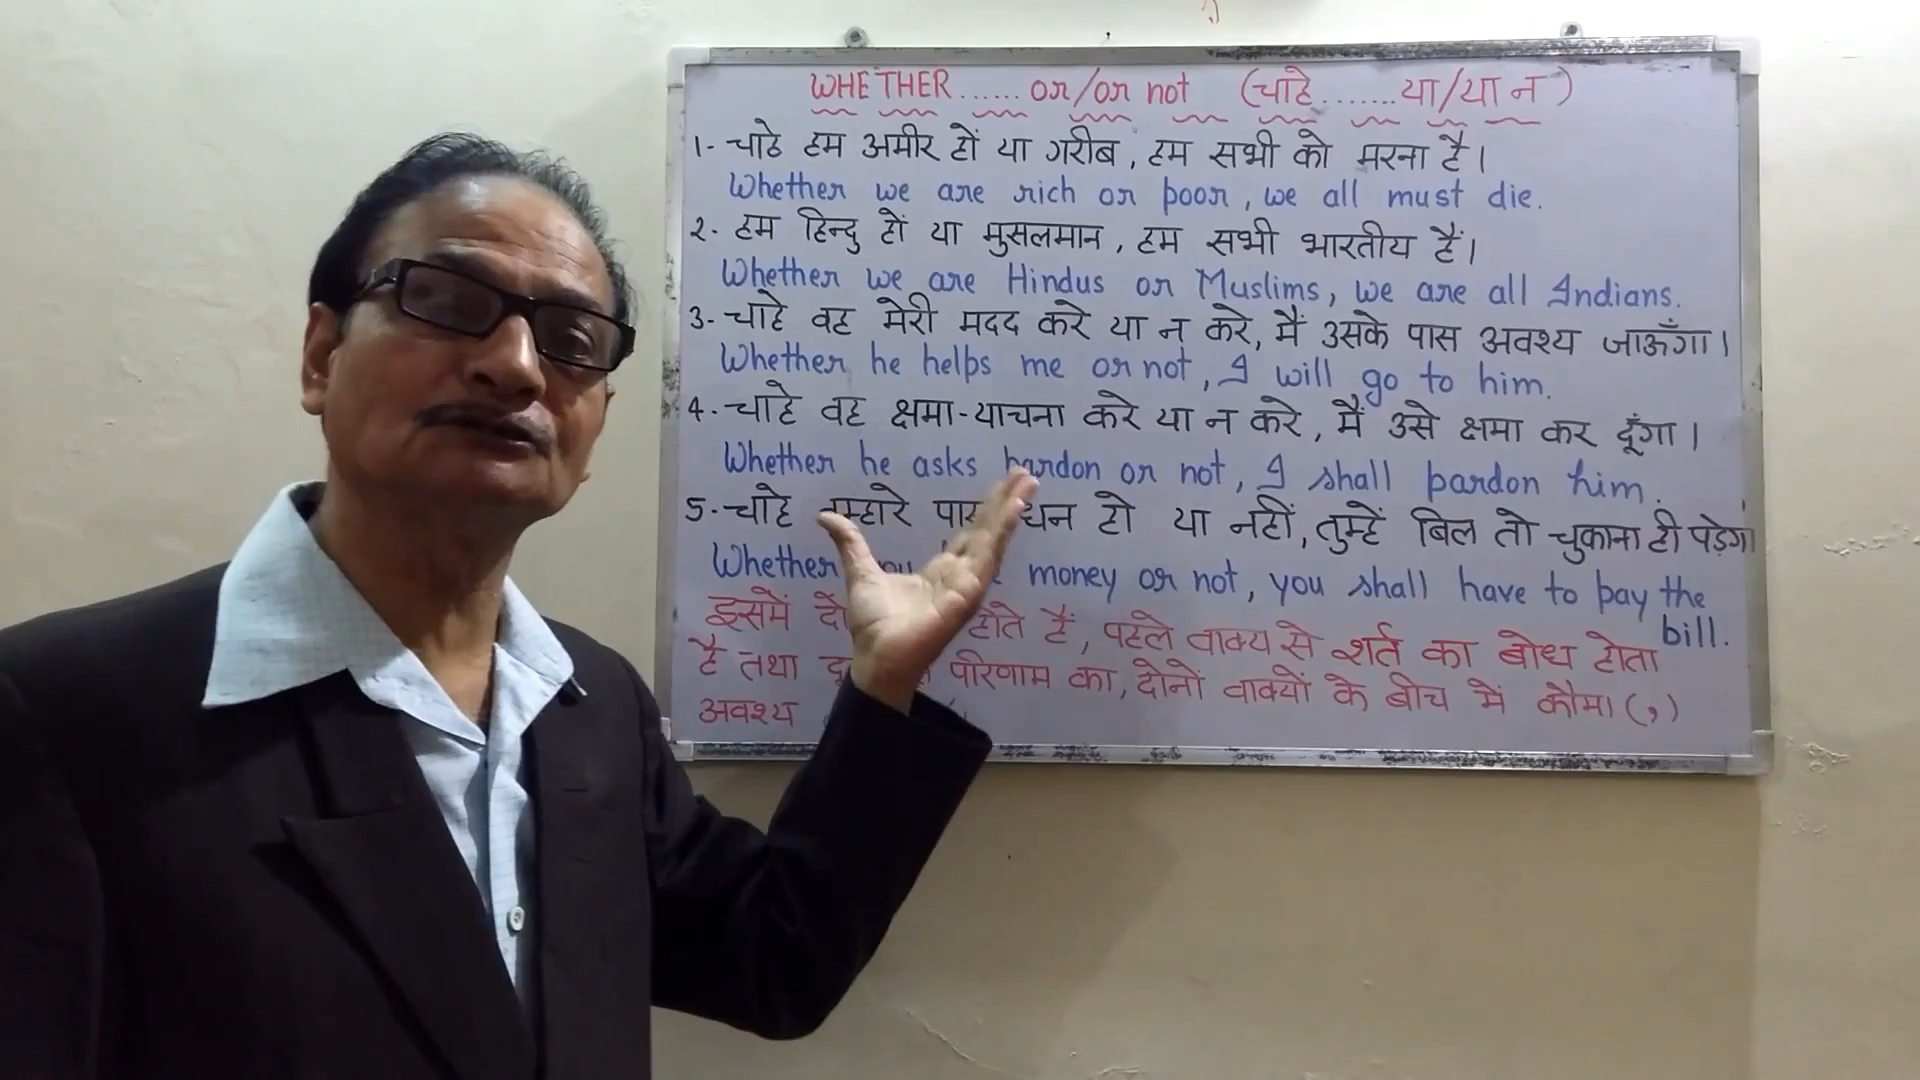 WHETHER ...... or/or not (चाहे ....... या/या न)
1- चाहे हम अमीर हों या गरीब, हम सभी को मरना है।
Whether we are rich or poor, we all must die.
2- हम हिन्दु हों या मुसलमान, हम सभी भारतीय हैं।
Whether we are Hindus or Muslims, we are all Indians.
3- चाहे वह मेरी मदद करे या न करे, मैं उसके पास अवश्य जाऊँगा।
Whether he helps me or not, I will go to him.
4- चाहे वह क्षमा-याचना करे या न करे, मैं उसे क्षमा कर दूँगा।
Whether he asks pardon or not, I shall pardon him.
5- चाहे तुम्हारे पास धन हो या नहीं, तुम्हें बिल तो चुकाना ही पड़ेगा
Whether money or not, you shall have to pay the
bill.
इसमें होते हैं, पहले वाक्य से शर्त का बोध होता
है तथा परिणाम का, दोनों वाक्यों के बीच में कौमा (,)
अवश्य